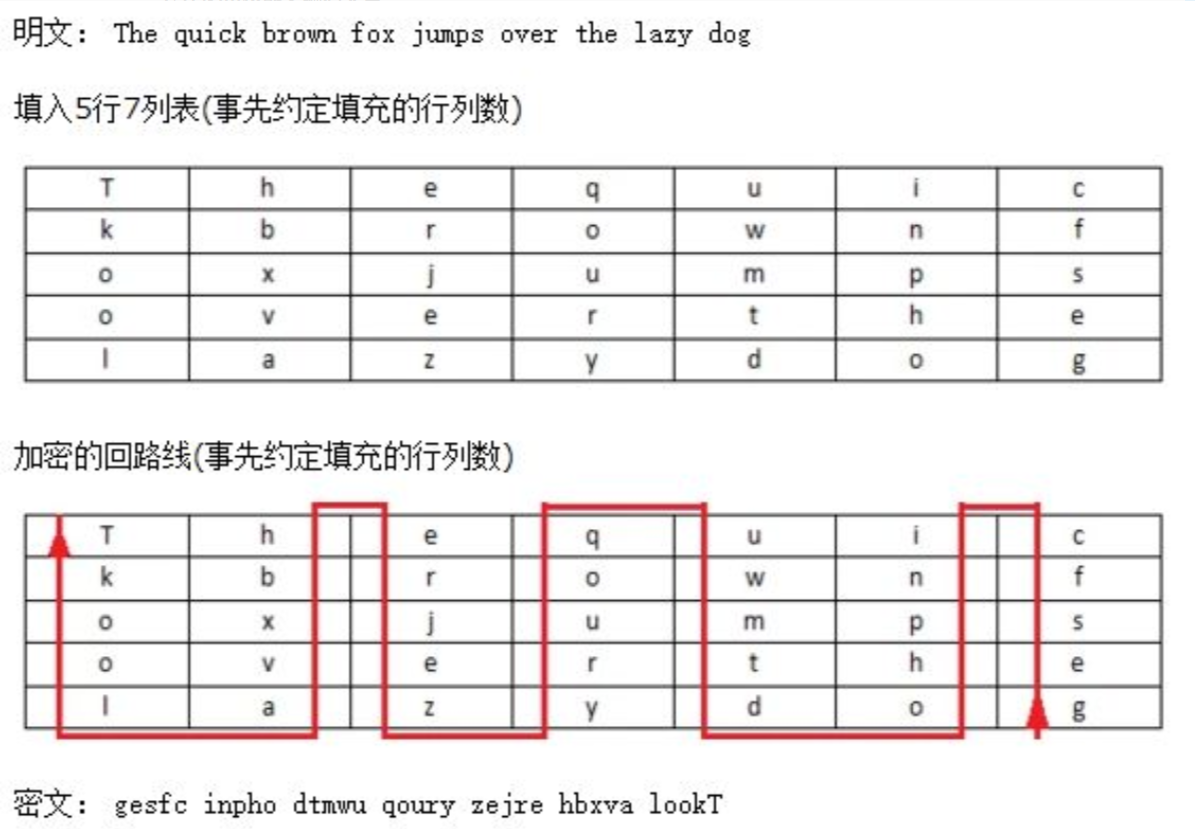 明文： The quick brown fox jumps over the lazy dog
填入5行7列表(事先约定填充的行列数)
T h e q u i c
k b r o w n f
o x j u m p s
o v e r t h e
l a z y d o g
加密的回路线(事先约定填充的行列数)
T h e q u i c
k b r o w n f
o x j u m p s
o v e r t h e
l a z y d o g
密文： gesfc inpho dtmwu qoury zejre hbxva lookT